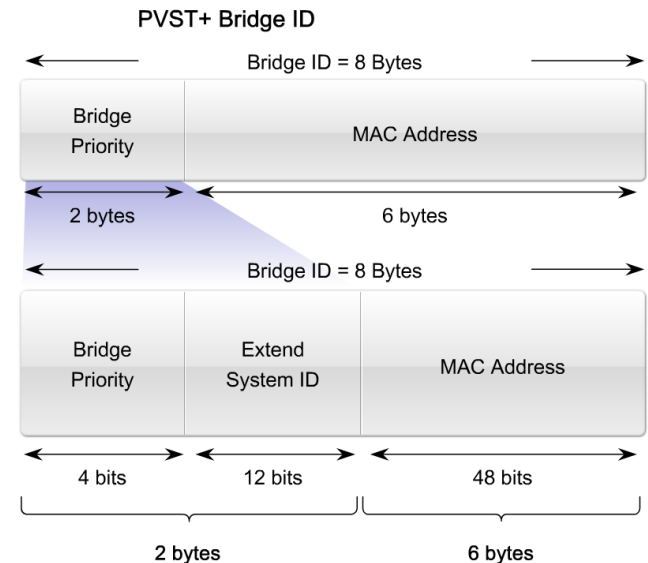 PVST+ Bridge ID
Bridge ID = 8 Bytes
Bridge
Priority
MAC Address
2 bytes
6 bytes
Bridge ID = 8 Bytes
Bridge
Priority
Extend
System ID
MAC Address
4 bits
12 bits
48 bits
2 bytes
6 bytes